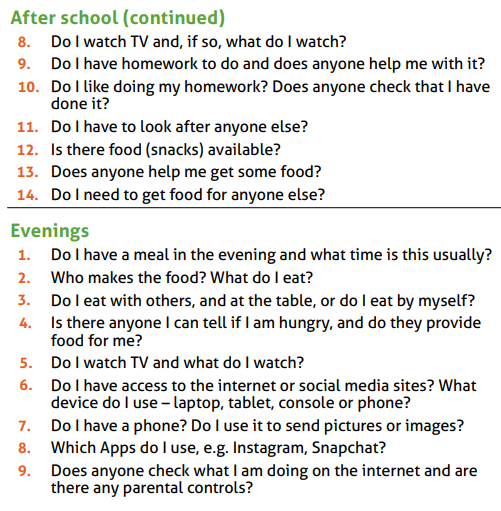 After school (continued)
8. Do I watch TV and, if so, what do I watch?
9. Do I have homework to do and does anyone help me with it?
10. Do I like doing my homework? Does anyone check that I have
done it?
11. Do I have to look after anyone else?
12. Is there food (snacks) available?
13. Does anyone help me get some food?
14. Do I need to get food for anyone else?
Evenings
1. Do I have a meal in the evening and what time is this usually?
2. Who makes the food? What do I eat?
3. Do I eat with others, and at the table, or do I eat by myself?
4. Is there anyone I can tell if I am hungry, and do they provide
food for me?
5. Do I watch TV and what do I watch?
6. Do I have access to the internet or social media sites? What
device do I use – laptop, tablet, console or phone?
7. Do I have a phone? Do I use it to send pictures or images?
8. Which Apps do I use, e.g. Instagram, Snapchat?
9. Does anyone check what I am doing on the internet and are
there any parental controls?